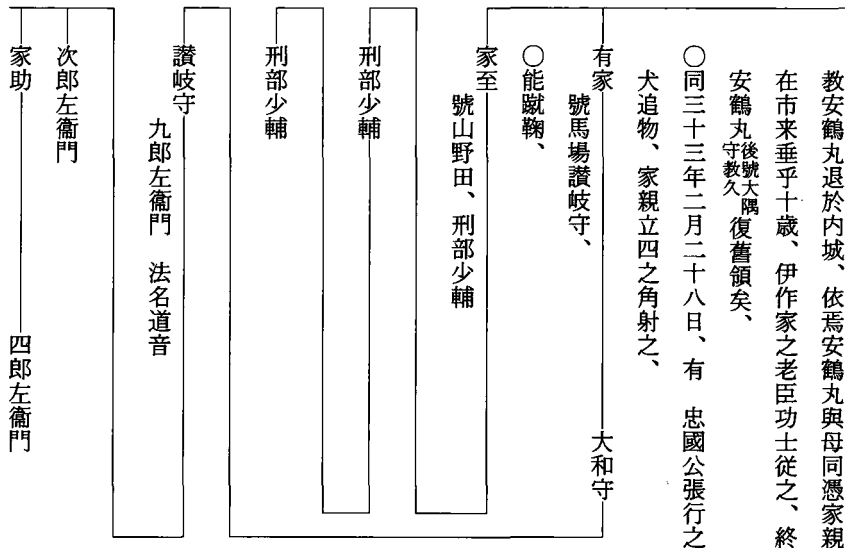 教安鶴丸退於内城、依焉安鶴丸與母同憑家親
在市来垂乎十歳、伊作家之老臣功士従之、終
安鶴丸後號大隅守教久復舊領矣、
〇同三十三年二月二十八日、有　忠國公張行之
犬追物、家親立四之角射之、
有家　大和守
號馬場讃岐守、
〇能蹴鞠、
家至
號山野田、刑部少輔
刑部少輔
刑部少輔
讃岐守
九郎左衞門　法名道音
次郎左衞門
家助　四郎左衞門